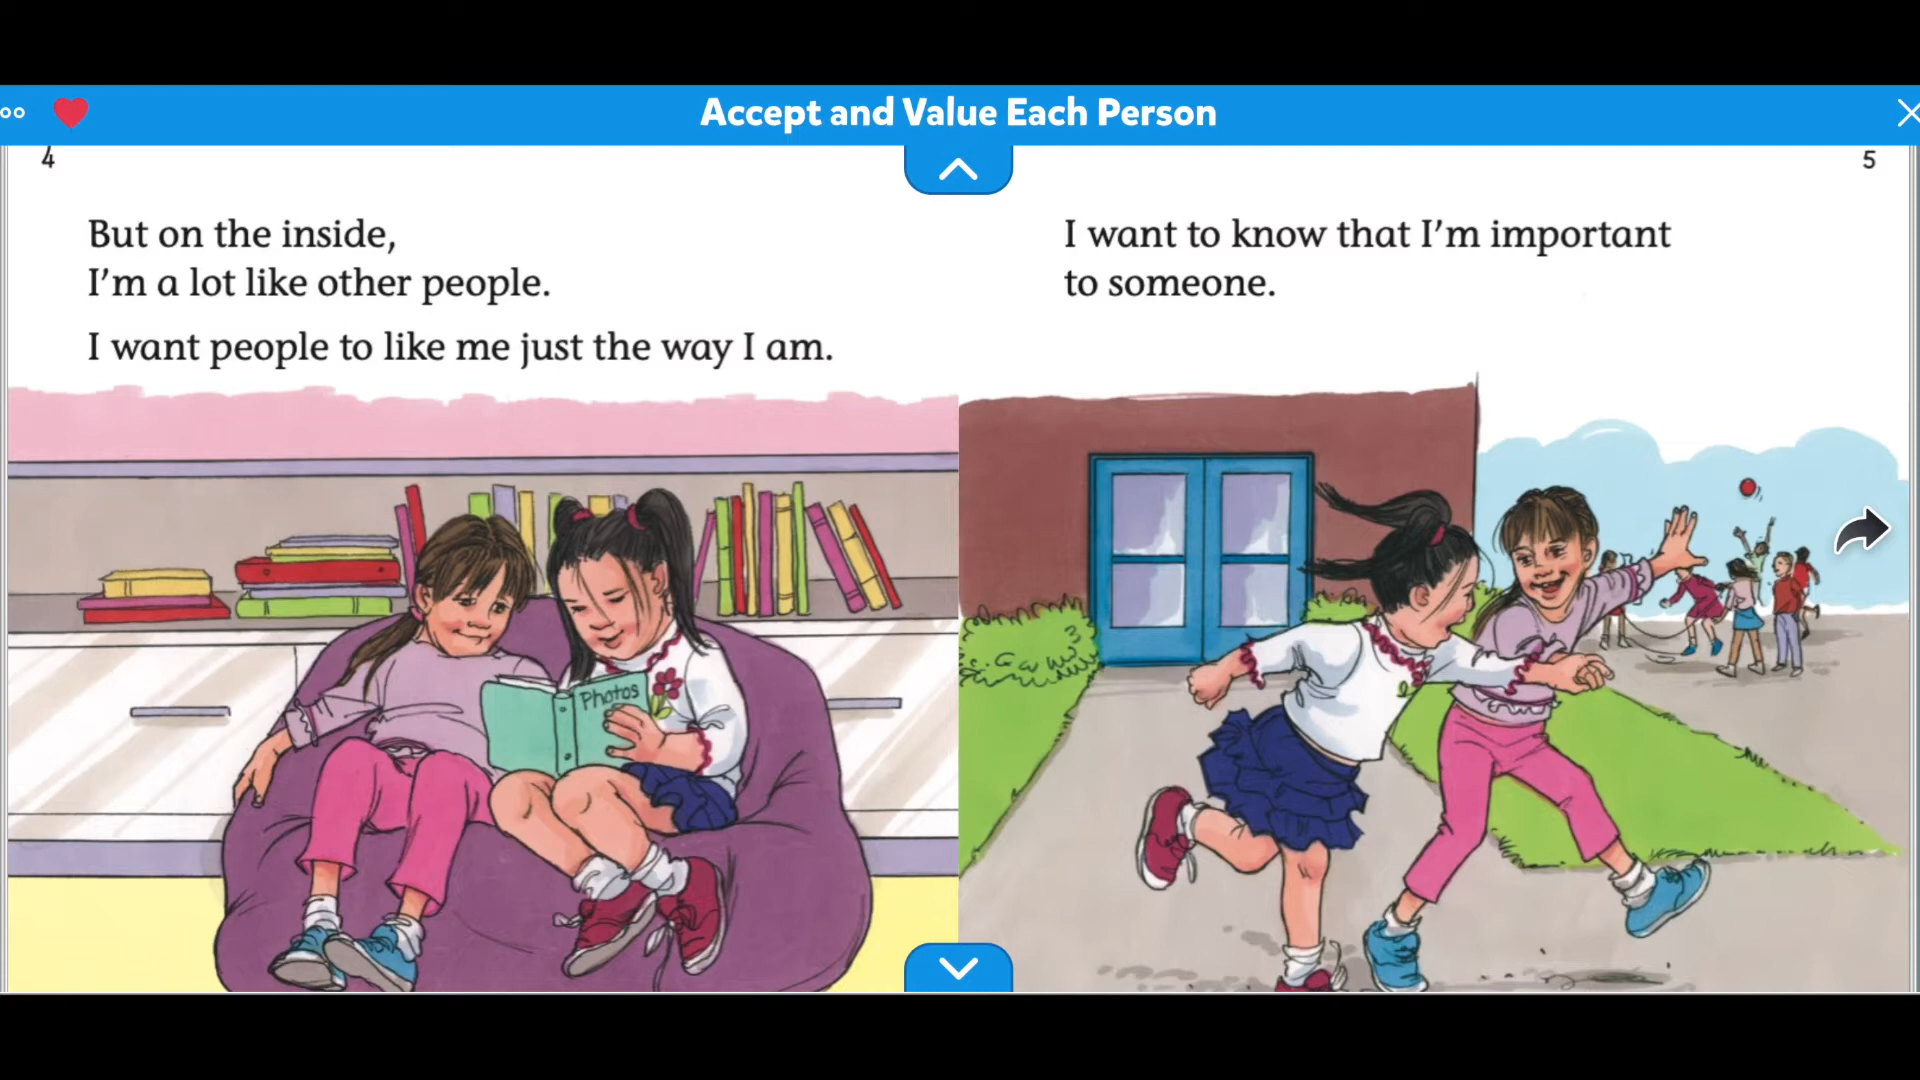 Accept and Value Each Person
4
But on the inside,
I'm a lot like other people.
I want people to like me just the way I am.
Photos
5
I want to know that I'm important
to someone.